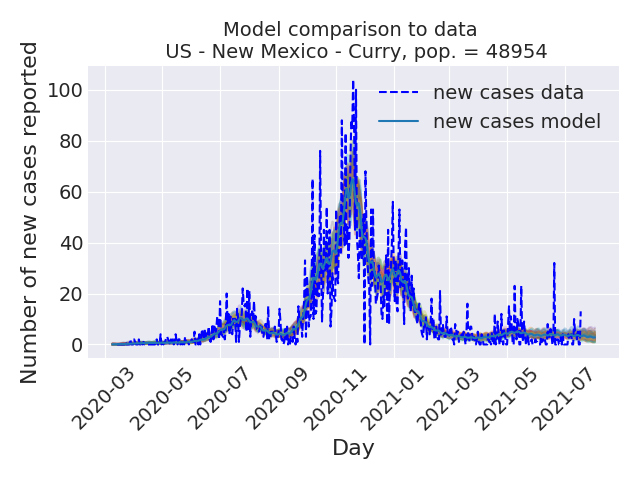 Model comparison to data
US - New Mexico - Curry, pop. = 48954
Number of new cases reported
100
80
60
40
20
0
new cases data
new cases model
2020-03
2020-05
2020-07
2020-09
2020-11
2021-01
2021-03
2021-05
2021-07
Day